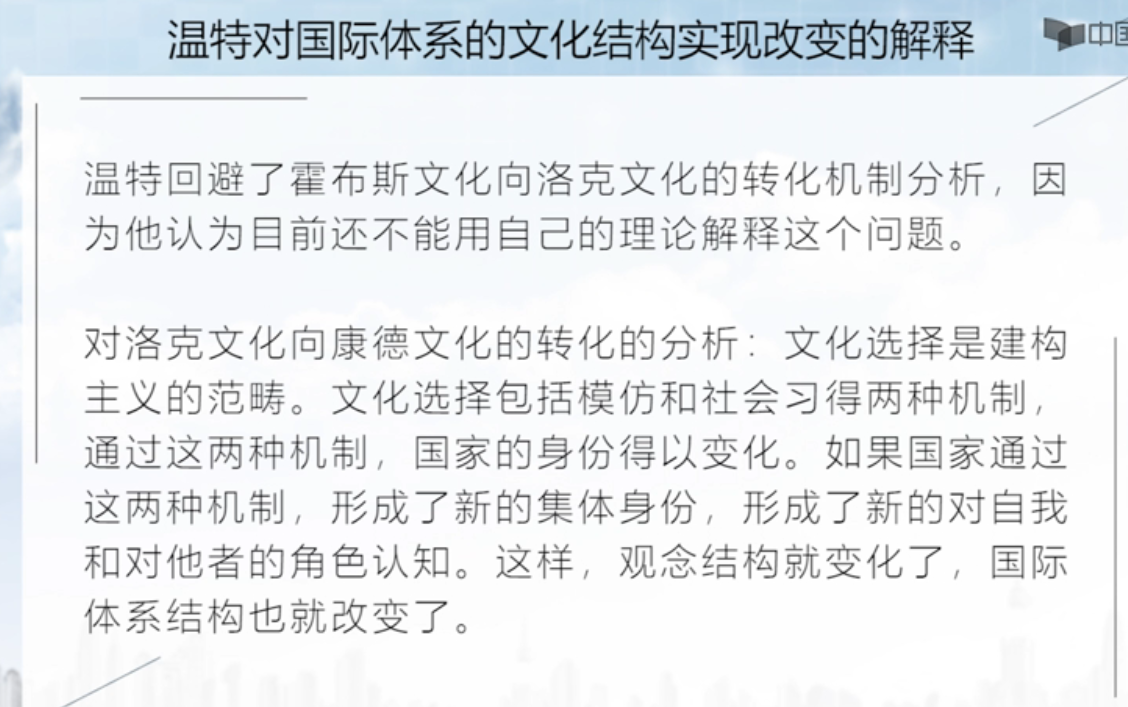 温特对国际体系的文化结构实现改变的解释
中国
温特回避了霍布斯文化向洛克文化的转化机制分析，因
为他认为目前还不能用自己的理论解释这个问题。
对洛克文化向康德文化的转化的分析：文化选择是建构
主义的范畴。文化选择包括模仿和社会习得两种机制，
通过这两种机制，国家的身份得以变化。如果国家通过
这两种机制，形成了新的集体身份，形成了新的对自我
和对他者的角色认知。这样，观念结构就变化了，国际
体系结构也就改变了。